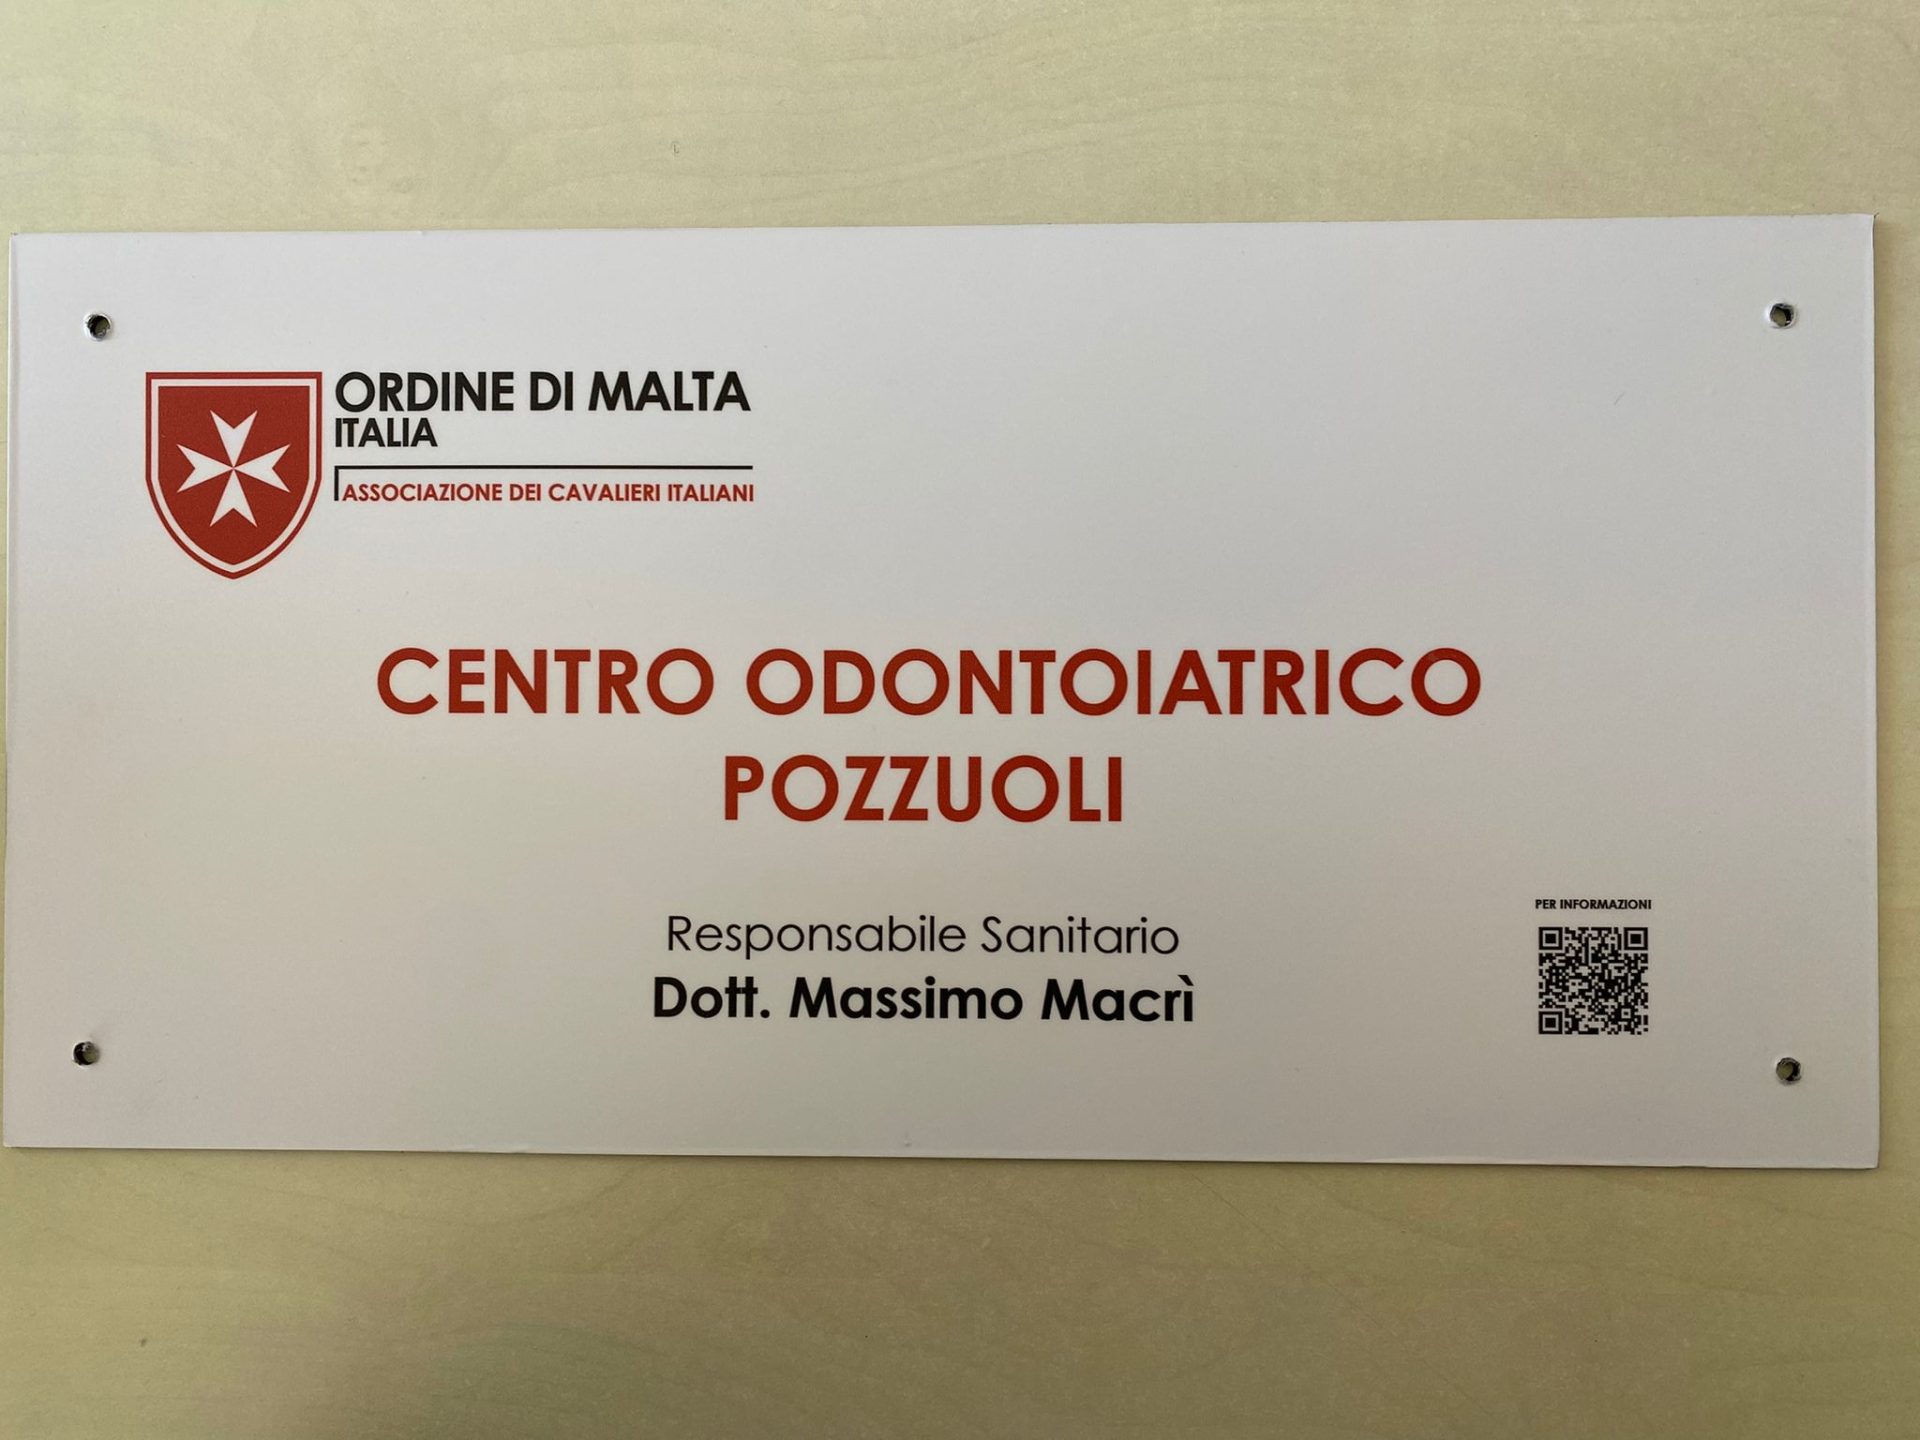 ORDINE DI MALTA
ITALIA
ASSOCIAZIONE DEI CAVALIERI ITALIANI
CENTRO ODONTOIATRICO
POZZUOLI
Responsabile Sanitario
Dott. Massimo Macrì
PER INFORMAZIONI